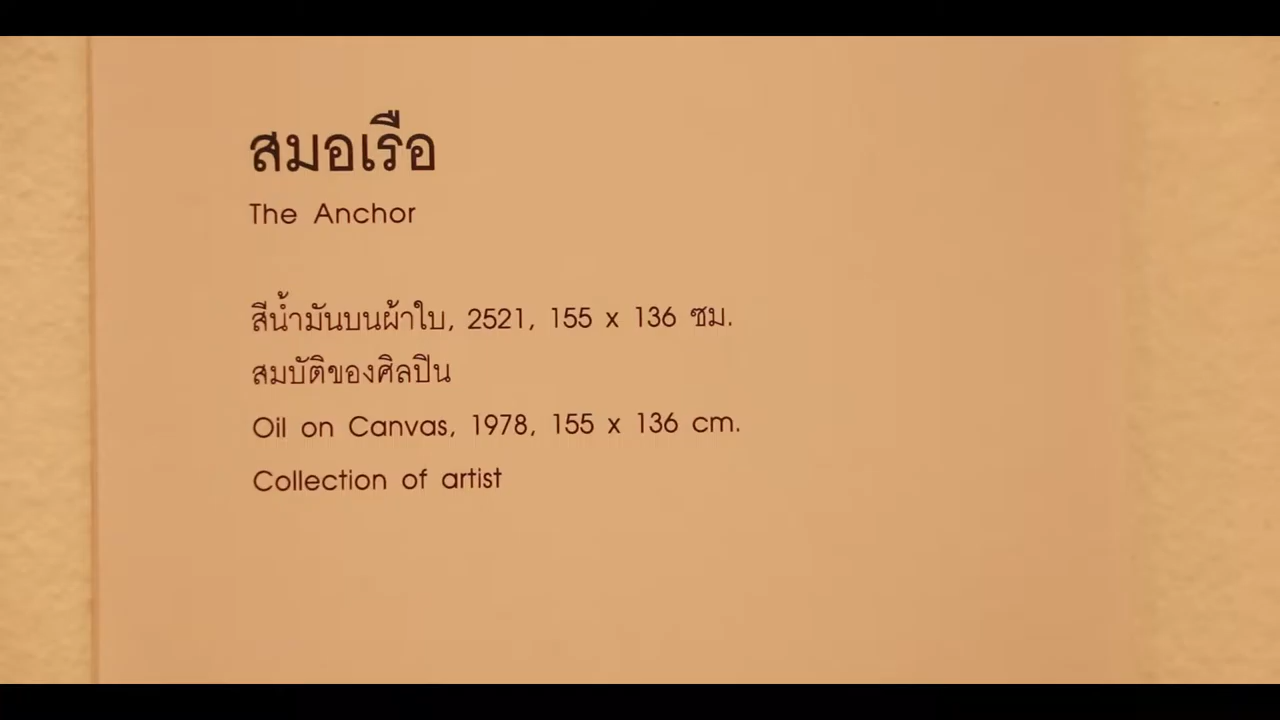 สมอเรือ
The Anchor
สีน้ำมันบนผ้าใบ, 2521, 155 x 136 ซม.
สมบัติของศิลปิน
Oil on Canvas, 1978, 155 x 136 cm.
Collection of artist